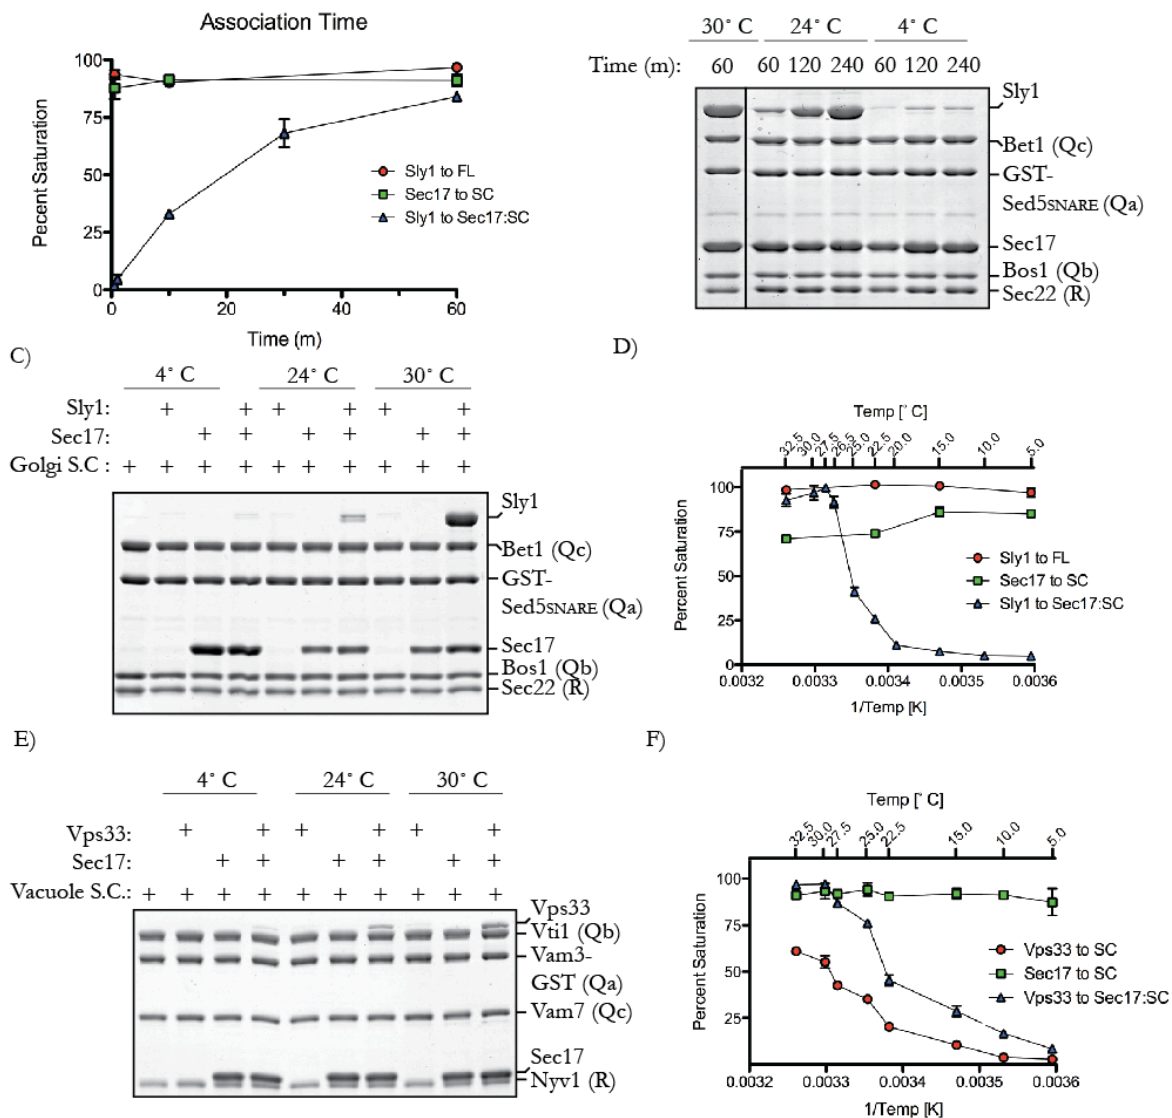 Association Time
100
75
50
25
0
Pecent Saturation
0 20 40 60
Time (m)
Sly1 to FL
Sec17 to SC
Sly1 to Sec17:SC
30° C 24° C 4° C
Time (m): 60 60 120 240 60 120 240
Sly1
Bet1 (Qc)
GST-
Sed5SNARE (Qa)
Sec17
Bos1 (Qb)
Sec22 (R)
C)
4° C 24° C 30° C
Sly1: + + + + + +
Sec17: + + + + + +
Golgi S.C : + + + + + + + + + +
Sly1
Bet1 (Qc)
GST-
Sed5SNARE (Qa)
Sec17
Bos1 (Qb)
Sec22 (R)
D)
Temp [° C]
32.5 30.0 27.5 26.5 25.0 22.5 20.0 15.0 10.0 5.0
100
75
50
25
0
Percent Saturation
Sly1 to FL
Sec17 to SC
Sly1 to Sec17:SC
0.0032 0.0033 0.0034 0.0035 0.0036
1/Temp [K]
E)
4° C 24° C 30° C
Vps33: + + + + + +
Sec17: + + + + + +
Vacuole S.C.: + + + + + + + + + +
Vps33
Vti1 (Qb)
Vam3-
GST (Qa)
Vam7 (Qc)
Sec17
Nyv1 (R)
F)
Temp [° C]
32.5 30.0 27.5 25.0 22.5 15.0 10.0 5.0
100
75
50
25
Percent Saturation
Vps33 to SC
Sec17 to SC
Vps33 to Sec17:SC
0.0032 0.0033 0.0034 0.0035 0.0036
1/Temp [K]